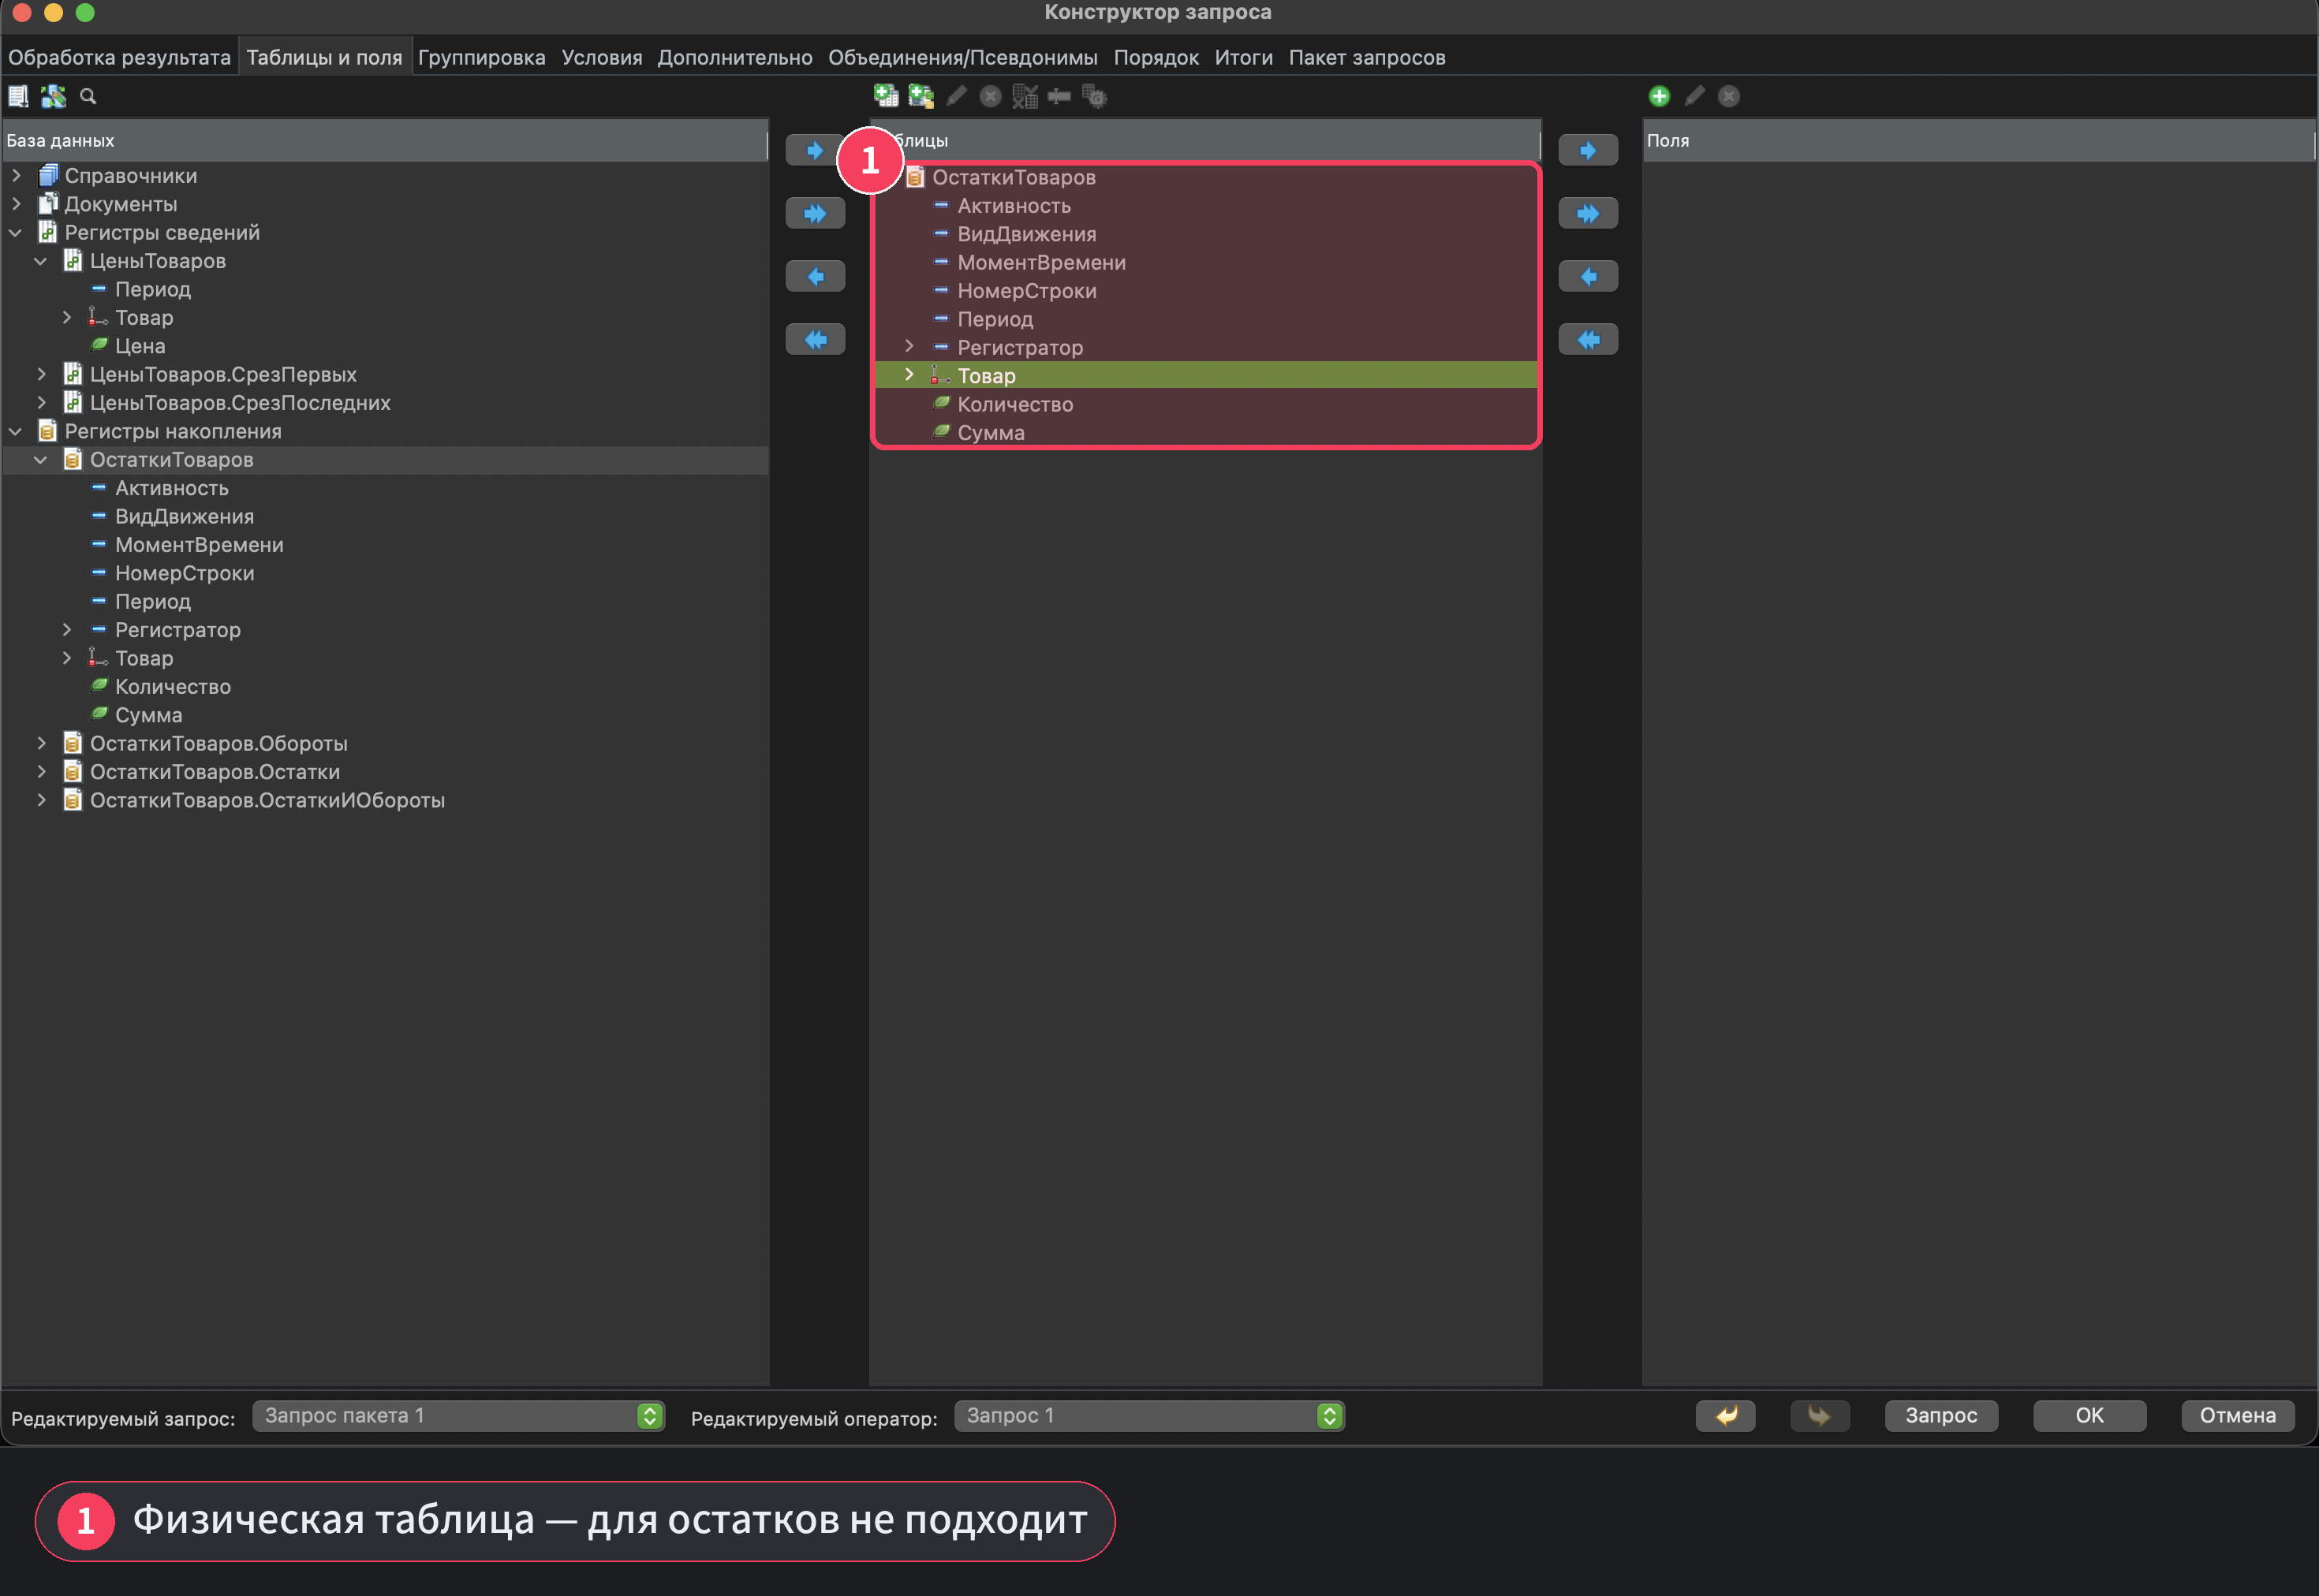 Конструктор запроса
Обработка результата Таблицы и поля Группировка Условия Дополнительно Объединения/Псевдонимы Порядок Итоги Пакет запросов
База данных
Справочники
Документы
Регистры сведений
ЦеныТоваров
Период
Товар
Цена
ЦеныТоваров.СрезПервых
ЦеныТоваров.СрезПоследних
Регистры накопления
ОстаткиТоваров
Активность
ВидДвижения
МоментВремени
НомерСтроки
Период
Регистратор
Товар
Количество
Сумма
ОстаткиТоваров.Обороты
ОстаткиТоваров.Остатки
ОстаткиТоваров.ОстаткиИОбороты
1
блицы
ОстаткиТоваров
Активность
ВидДвижения
МоментВремени
НомерСтроки
Период
Регистратор
Товар
Количество
Сумма
Поля
Редактируемый запрос: Запрос пакета 1 Редактируемый оператор: Запрос 1 Запрос OK Отмена
1 Физическая таблица — для остатков не подходит